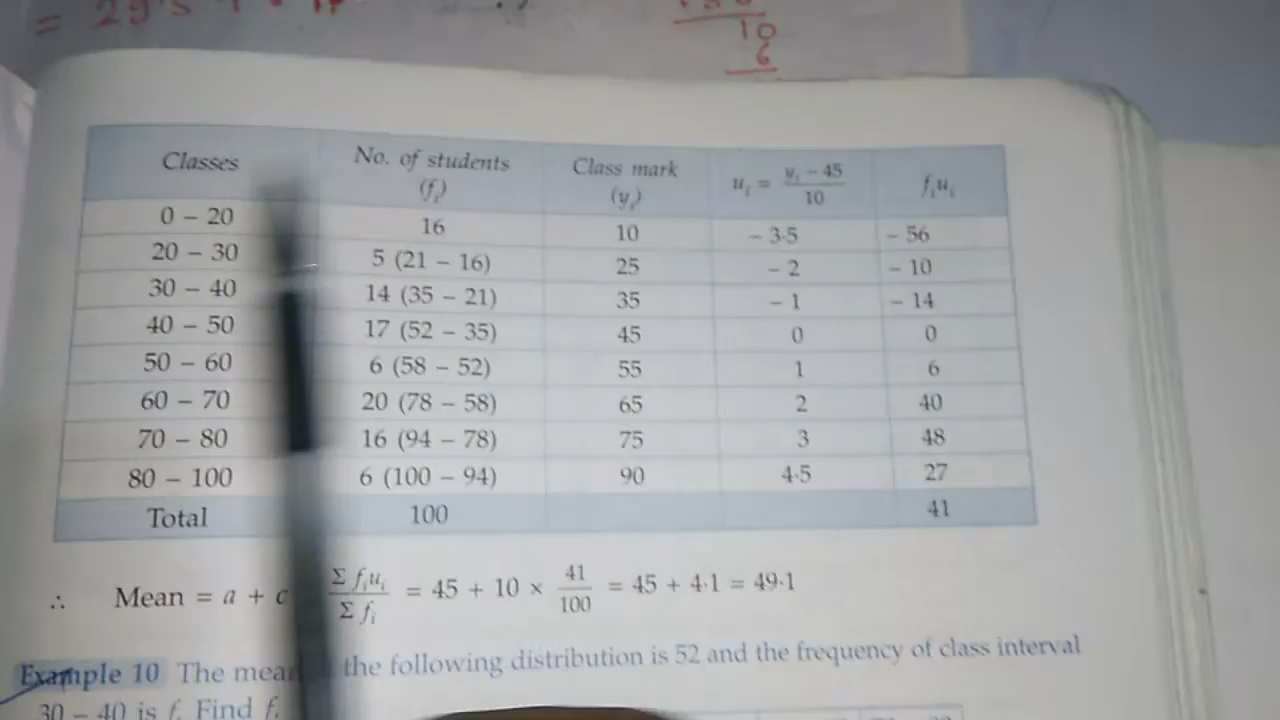 =
10
6
Classes No. of students (fᵢ) Class mark (yᵢ) uᵢ = yᵢ – 45 / 10 fᵢuᵢ
0 – 20 16 10 – 3·5 – 56
20 – 30 5 (21 – 16) 25 – 2 – 10
30 – 40 14 (35 – 21) 35 – 1 – 14
40 – 50 17 (52 – 35) 45 0 0
50 – 60 6 (58 – 52) 55 1 6
60 – 70 20 (78 – 58) 65 2 40
70 – 80 16 (94 – 78) 75 3 48
80 – 100 6 (100 – 94) 90 4·5 27
Total 100 41
∴ Mean = a + c Σ fᵢuᵢ / Σ fᵢ = 45 + 10 × 41 / 100 = 45 + 4·1 = 49·1
Example 10 The the following distribution is 52 and the frequency of class interval
30 – 40 is f. Find f.